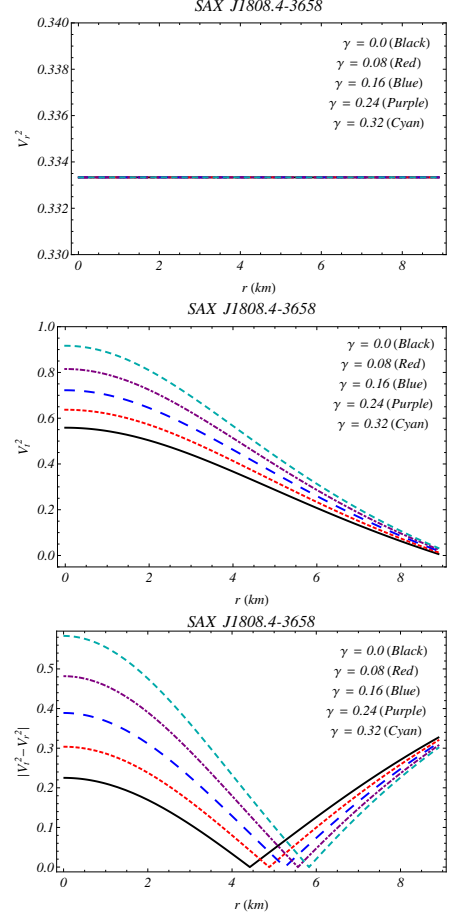 SAX J1808.4-3658
γ = 0.0 (Black)
γ = 0.08 (Red)
γ = 0.16 (Blue)
γ = 0.24 (Purple)
γ = 0.32 (Cyan)
0.340
0.338
0.336
0.334
0.332
0.330
V_r^2
0 2 4 6 8
r (km)
SAX J1808.4-3658
γ = 0.0 (Black)
γ = 0.08 (Red)
γ = 0.16 (Blue)
γ = 0.24 (Purple)
γ = 0.32 (Cyan)
1.0
0.8
0.6
0.4
0.2
0.0
V_t^2
0 2 4 6 8
r (km)
SAX J1808.4-3658
γ = 0.0 (Black)
γ = 0.08 (Red)
γ = 0.16 (Blue)
γ = 0.24 (Purple)
γ = 0.32 (Cyan)
0.5
0.4
0.3
0.2
0.1
0.0
|V_t^2-V_r^2|
0 2 4 6 8
r (km)